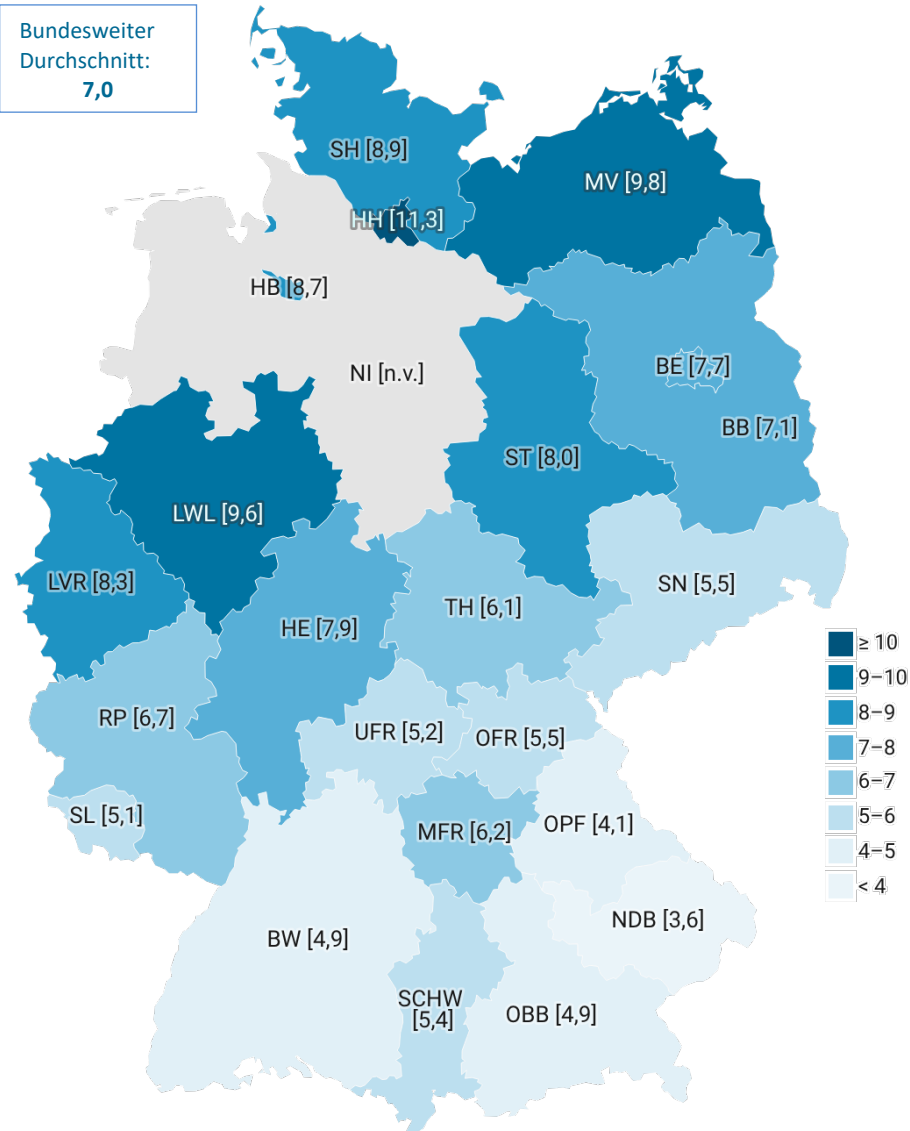 Bundesweiter
Durchschnitt:
7,0
SH [8,9]
MV [9,8]
HH [11,3]
HB [8,7]
NI [n.v.]
BE [7,7]
BB [7,1]
ST [8,0]
LWL [9,6]
LVR [8,3]
SN [5,5]
TH [6,1]
HE [7,9]
RP [6,7]
UFR [5,2]
OFR [5,5]
SL [5,1]
MFR [6,2]
OPF [4,1]
NDB [3,6]
BW [4,9]
SCHW
[5,4]
OBB [4,9]
≥ 10
9–10
8–9
7–8
6–7
5–6
4–5
< 4